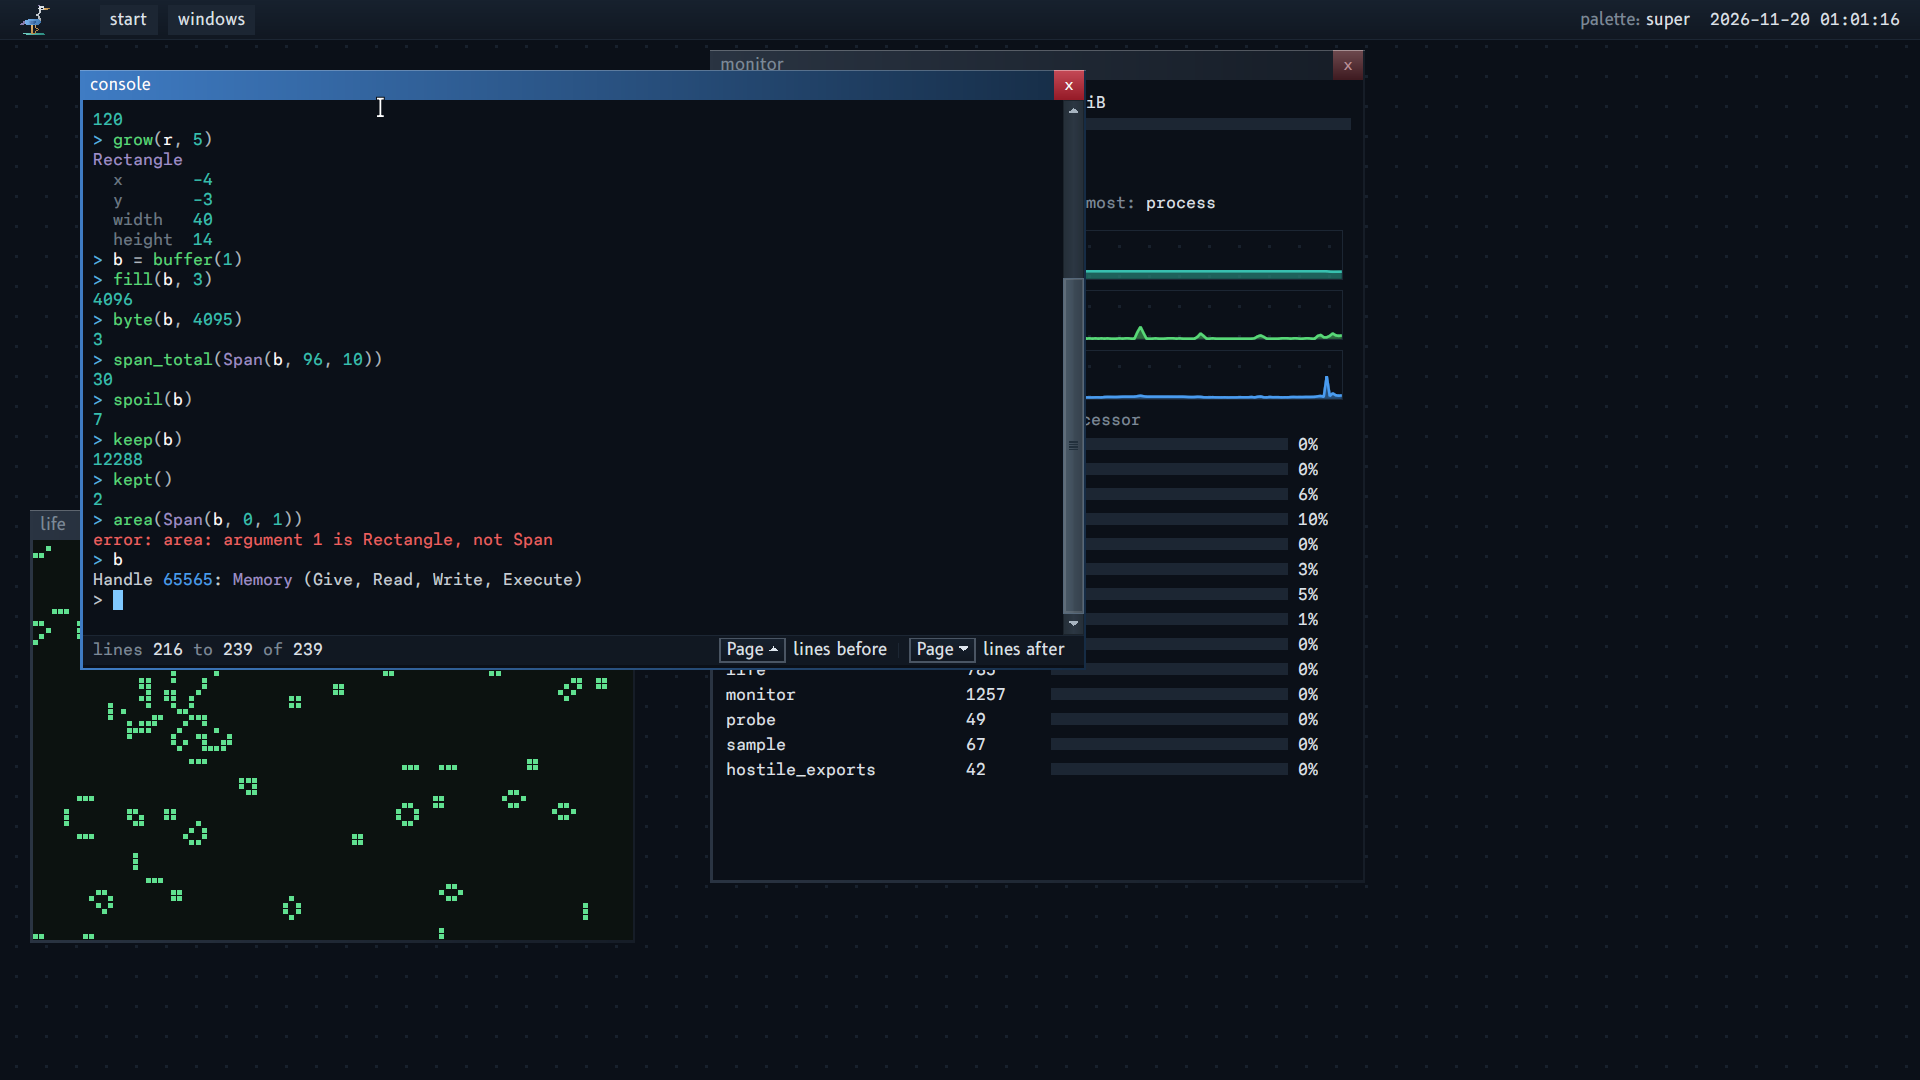 start windows palette: super 2026-11-20 01:01:16
monitor x
console x
iB
120
> grow(r, 5)
Rectangle
x -4
y -3
width 40
height 14
> b = buffer(1)
> fill(b, 3)
4096
> byte(b, 4095)
3
> span_total(Span(b, 96, 10))
30
> spoil(b)
7
> keep(b)
12288
> kept()
2
> area(Span(b, 0, 1))
error: area: argument 1 is Rectangle, not Span
> b
Handle 65565: Memory (Give, Read, Write, Execute)
>
lines 216 to 239 of 239 Page lines before Page lines after
most: process
cessor
0%
0%
6%
10%
0%
3%
5%
1%
0%
life 0%
monitor 1257 0%
probe 49 0%
sample 67 0%
hostile_exports 42 0%
life